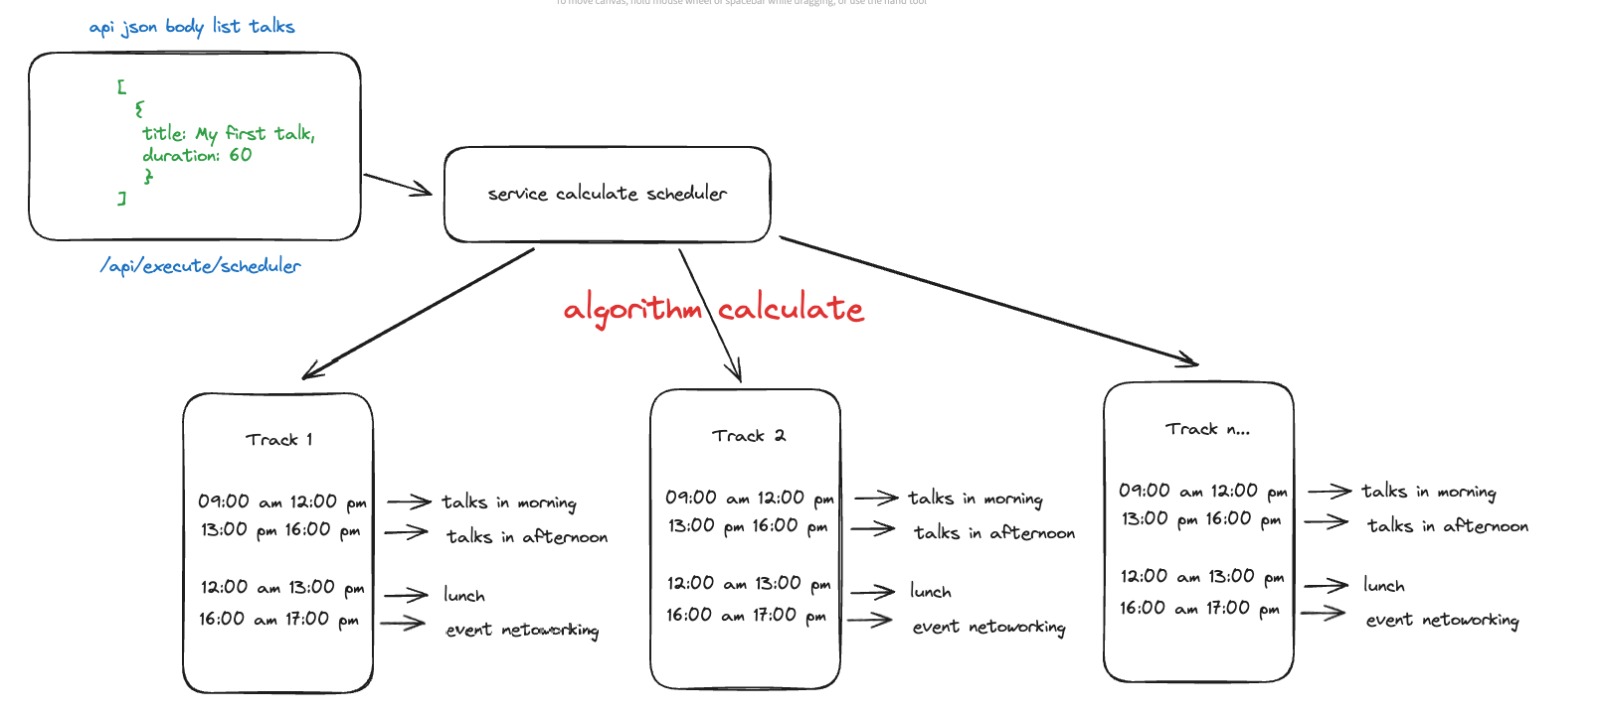 To move canvas, hold mouse wheel or spacebar while dragging, or use the hand tool
api json body list talks
[
{
title: My first talk,
duration: 60
}
]
/api/execute/scheduler
service calculate scheduler
algorithm calculate
Track 1
09:00 am 12:00 pm
talks in morning
13:00 pm 16:00 pm
talks in afternoon
12:00 am 13:00 pm
lunch
16:00 am 17:00 pm
event netoworking
Track 2
09:00 am 12:00 pm
talks in morning
13:00 pm 16:00 pm
talks in afternoon
12:00 am 13:00 pm
lunch
16:00 am 17:00 pm
event netoworking
Track n...
09:00 am 12:00 pm
talks in morning
13:00 pm 16:00 pm
talks in afternoon
12:00 am 13:00 pm
lunch
16:00 am 17:00 pm
event netoworking